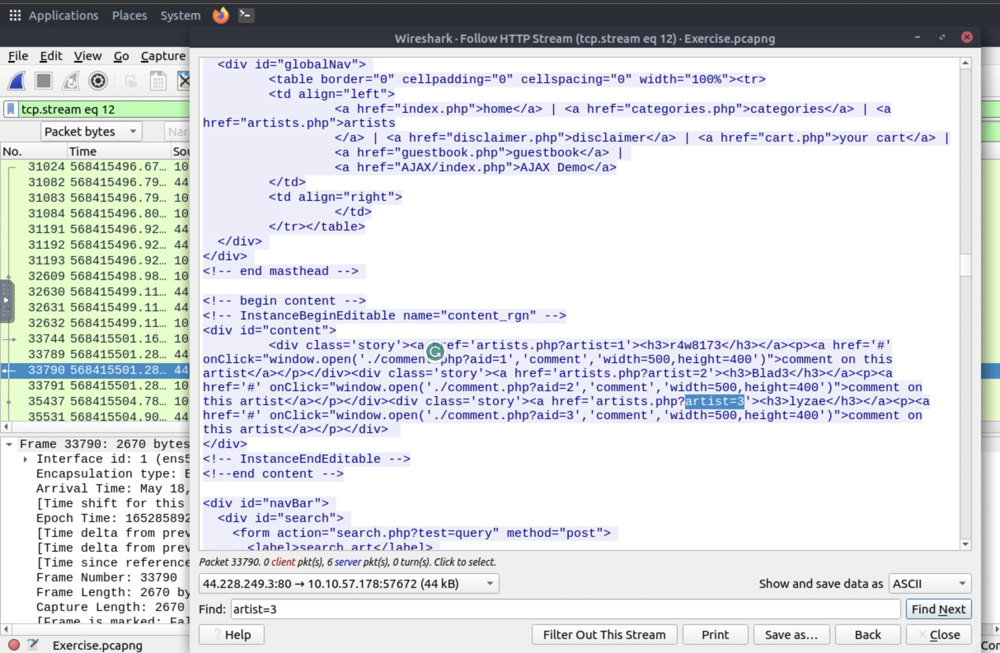 Applications Places System
Wireshark · Follow HTTP Stream (tcp.stream eq 12) · Exercise.pcapng
File Edit View Go Capture
tcp.stream eq 12
Packet bytes
Nar
No. Time Sou
31024 568415496.67… 10
31082 568415496.79… 44
31083 568415496.79… 10
31084 568415496.80… 10
31191 568415496.92… 44
31192 568415496.92… 44
31193 568415496.92… 10
32609 568415498.98… 10
32630 568415499.11… 44
32631 568415499.11… 44
32632 568415499.11… 10
33744 568415501.16… 10
33789 568415501.28… 44
33790 568415501.28… 44
33791 568415501.28… 10
35437 568415504.78… 10
35531 568415504.90… 44
Frame 33790: 2670 bytes
Interface id: 1 (ens5
Encapsulation type: E
Arrival Time: May 18,
[Time shift for this
Epoch Time: 165285892
[Time delta from prev
[Time delta from prev
[Time since reference
Frame Number: 33790
Frame Length: 2670 by
Capture Length: 2670
[Frame is marked: Fal
Exercise.pcapng
<div id="globalNav">
<table border="0" cellpadding="0" cellspacing="0" width="100%"><tr>
<td align="left">
<a href="index.php">home</a> | <a href="categories.php">categories</a> | <a
href="artists.php">artists
</a> | <a href="disclaimer.php">disclaimer</a> | <a href="cart.php">your cart</a> |
<a href="guestbook.php">guestbook</a> |
<a href="AJAX/index.php">AJAX Demo</a>
</td>
<td align="right">
</td>
</tr></table>
</div>
</div>
<!-- end masthead -->
<!-- begin content -->
<!-- InstanceBeginEditable name="content_rgn" -->
<div id="content">
<div class='story'><a href='artists.php?artist=1'><h3>r4w8173</h3></a><p><a href='#'
onClick="window.open('./comment.php?aid=1','comment','width=500,height=400')">comment on this
artist</a></p></div><div class='story'><a href='artists.php?artist=2'><h3>Blad3</h3></a><p><a
href='#' onClick="window.open('./comment.php?aid=2','comment','width=500,height=400')">comment on
this artist</a></p></div><div class='story'><a href='artists.php?artist=3'><h3>lyzae</h3></a><p><a
href='#' onClick="window.open('./comment.php?aid=3','comment','width=500,height=400')">comment on
this artist</a></p></div>
</div>
<!-- InstanceEndEditable -->
<!--end content -->
<div id="navBar">
<div id="search">
<form action="search.php?test=query" method="post">
<label>search art</label>
Packet 33790. 0 client pkt(s), 6 server pkt(s), 0 turn(s). Click to select.
44.228.249.3:80 → 10.10.57.178:57672 (44 kB)
Show and save data as ASCII
Find: artist=3
Find Next
Help Filter Out This Stream Print Save as… Back Close
Con